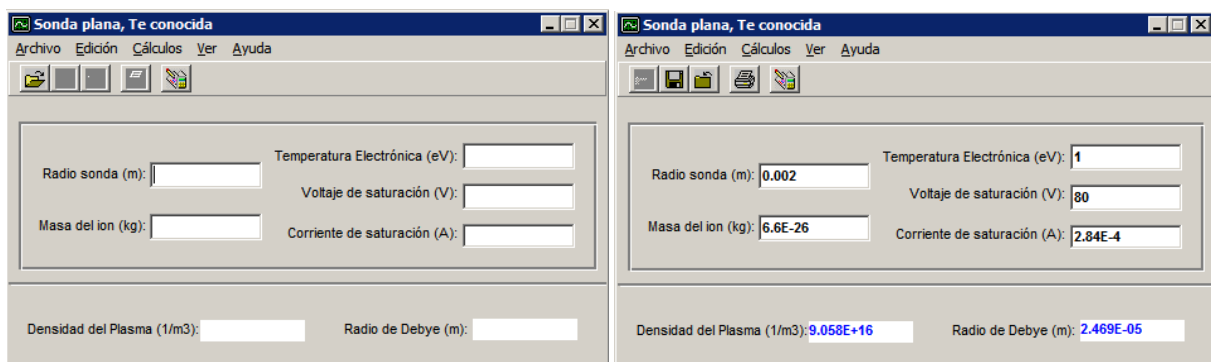 Sonda plana, Te conocida
Archivo Edición Cálculos Ver Ayuda
Radio sonda (m):
Temperatura Electrónica (eV):
Voltaje de saturación (V):
Masa del ion (kg):
Corriente de saturación (A):
Densidad del Plasma (1/m3):
Radio de Debye (m):
Sonda plana, Te conocida
Archivo Edición Cálculos Ver Ayuda
Temperatura Electrónica (eV): 1
Radio sonda (m): 0.002
Voltaje de saturación (V): 80
Masa del ion (kg): 6.6E-26
Corriente de saturación (A): 2.84E-4
Densidad del Plasma (1/m3): 9.058E+16
Radio de Debye (m): 2.469E-05